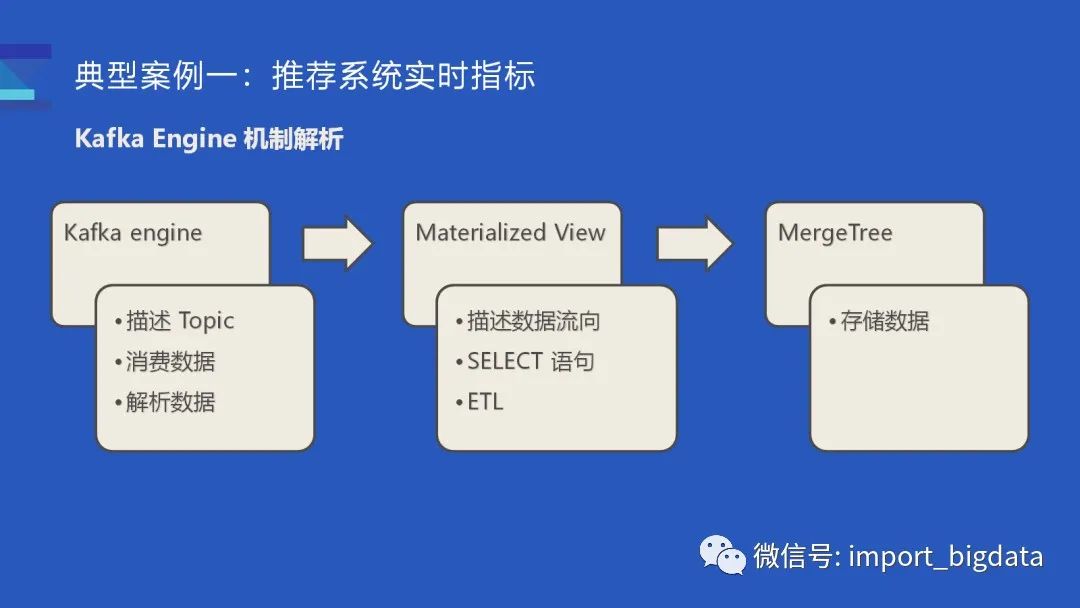 典型案例一：推荐系统实时指标
Kafka Engine 机制解析
Kafka engine
•描述 Topic
•消费数据
•解析数据
Materialized View
•描述数据流向
•SELECT 语句
•ETL
MergeTree
•存储数据
微信号: import_bigdata